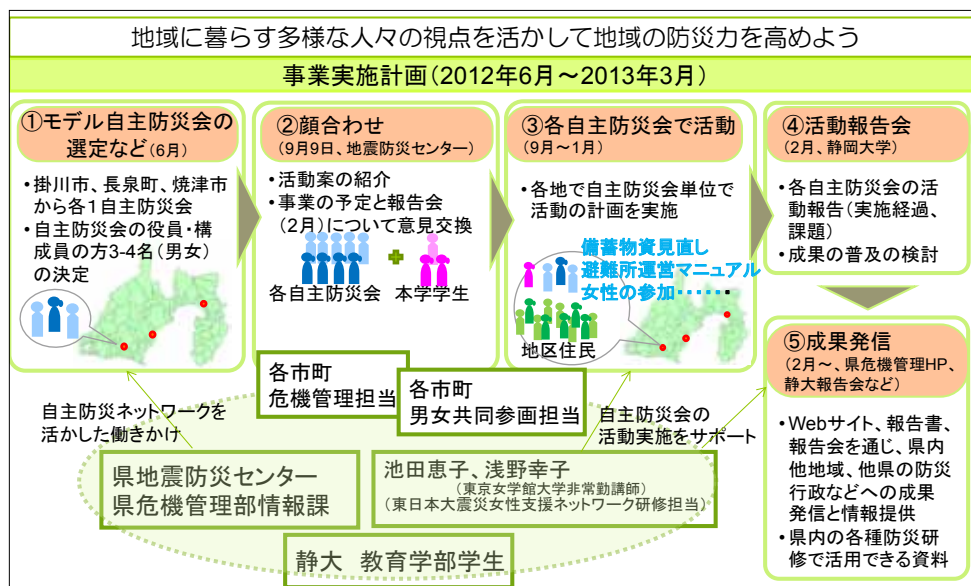 地域に暮らす多様な人々の視点を活かして地域の防災力を高めよう
事業実施計画(2012年6月~2013年3月)
①モデル自主防災会の
選定など(6月)
・掛川市、長泉町、焼津市
から各1自主防災会
・自主防災会の役員・構
成員の方3-4名(男女)
の決定
②顔合わせ
(9月9日、地震防災センター)
・活動案の紹介
・事業の予定と報告会
(2月)について意見交換
各自主防災会 本学学生
③各自主防災会で活動
(9月~1月)
・各地で自主防災会単位で
活動の計画を実施
備蓄物資見直し
避難所運営マニュアル
女性の参加・・・・・・
地区住民
④活動報告会
(2月、静岡大学)
・各自主防災会の活
動報告(実施経過、
課題)
・成果の普及の検討
⑤成果発信
(2月~、県危機管理HP、
静大報告会など)
・Webサイト、報告書、
報告会を通じ、県内
他地域、他県の防災
行政などへの成果
発信と情報提供
・県内の各種防災研
修で活用できる資料
各市町
危機管理担当
各市町
男女共同参画担当
自主防災ネットワークを
活かした働きかけ
自主防災会の
活動実施をサポート
県地震防災センター
県危機管理部情報課
池田恵子、浅野幸子
(東京女学館大学非常勤講師)
(東日本大震災女性支援ネットワーク研修担当)
静大 教育学部学生